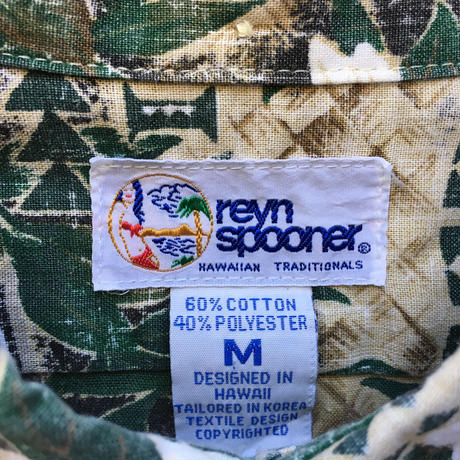 reyn
spooner®
HAWAIIAN TRADITIONALS
60% COTTON
40% POLYESTER
M
DESIGNED IN
HAWAII
TAILORED IN KOREA
TEXTILE DESIGN
COPYRIGHTED